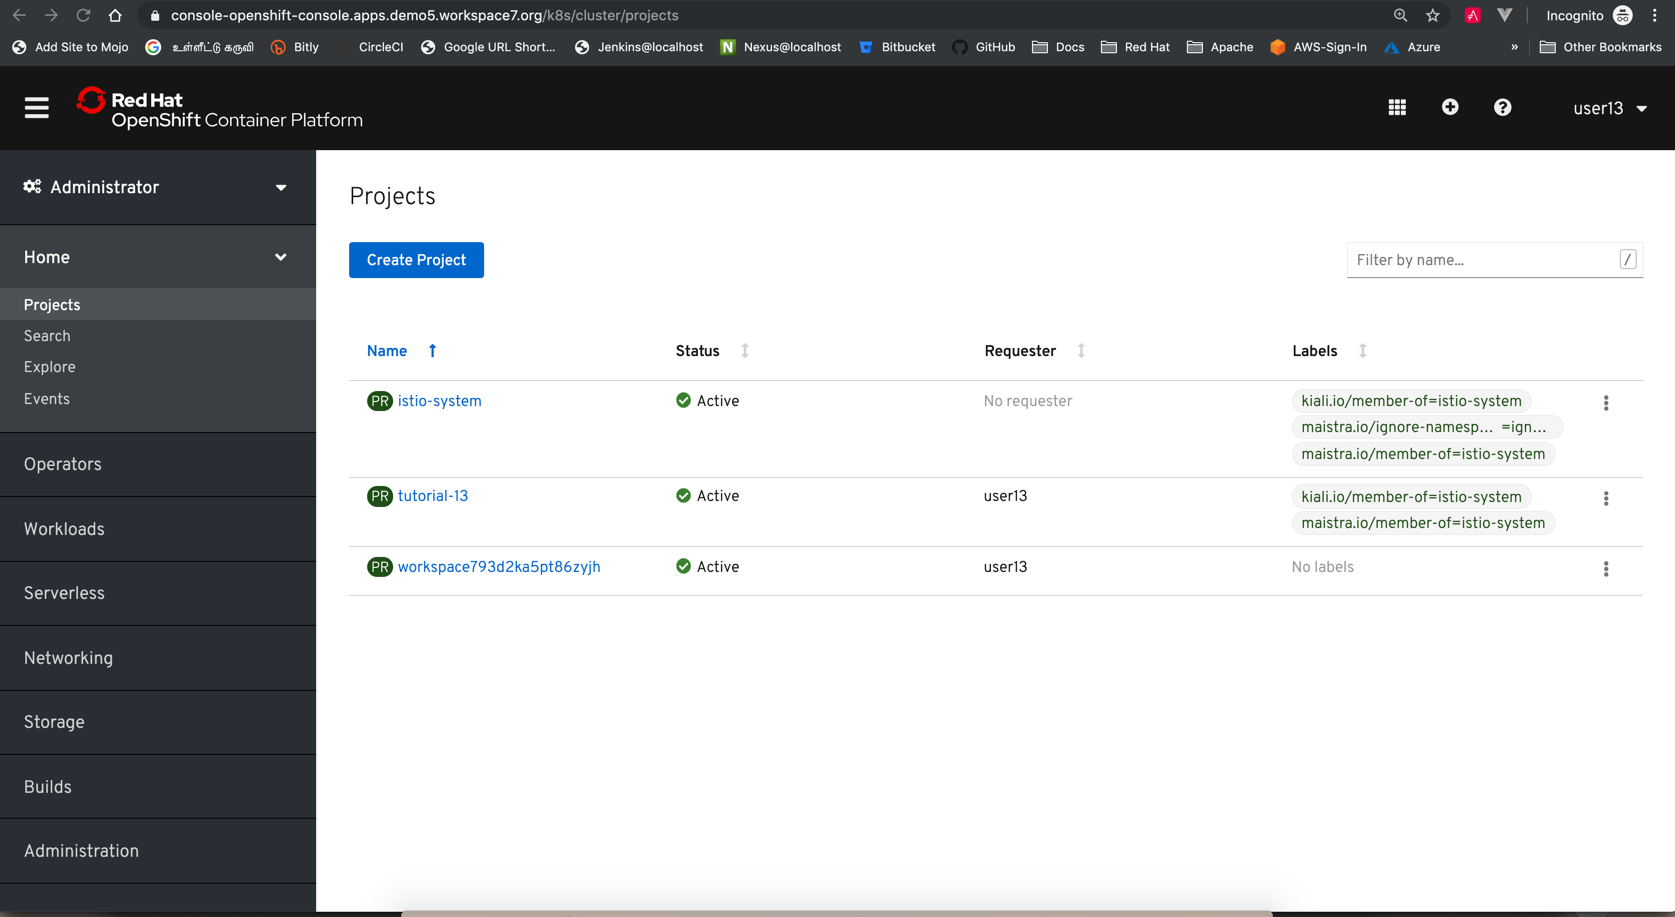 console-openshift-console.apps.demo5.workspace7.org/k8s/cluster/projects
Incognito
Add Site to Mojo
உள்ளீட்டு கருவி
Bitly
CircleCI
Google URL Short...
Jenkins@localhost
Nexus@localhost
Bitbucket
GitHub
Docs
Red Hat
Apache
AWS-Sign-In
Azure
»
Other Bookmarks
Red Hat
OpenShift Container Platform
user13
Administrator
Home
Projects
Search
Explore
Events
Operators
Workloads
Serverless
Networking
Storage
Builds
Administration
Projects
Create Project
Filter by name... /
Name Status Requester Labels
PR istio-system Active No requester kiali.io/member-of=istio-system
maistra.io/ignore-namesp... =ign...
maistra.io/member-of=istio-system
PR tutorial-13 Active user13 kiali.io/member-of=istio-system
maistra.io/member-of=istio-system
PR workspace793d2ka5pt86zyjh Active user13 No labels